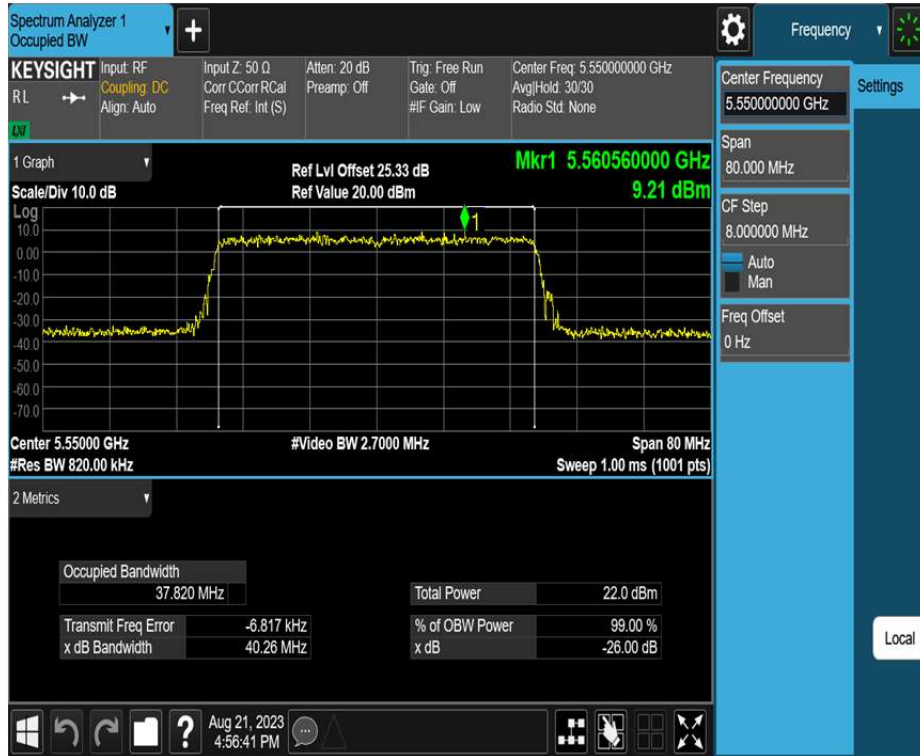 Spectrum Analyzer 1
Occupied BW
+
Frequency
KEYSIGHT
R L
LXI
Input: RF
Coupling: DC
Align: Auto
Input Z: 50 Ω
Corr CCorr RCal
Freq Ref: Int (S)
Atten: 20 dB
Preamp: Off
Trig: Free Run
Gate: Off
#IF Gain: Low
Center Freq: 5.550000000 GHz
Avg|Hold: 30/30
Radio Std: None
Center Frequency
5.55000000 GHz
Settings
Span
80.000 MHz
CF Step
8.000000 MHz
Auto
Man
Freq Offset
0 Hz
Local
1 Graph
Scale/Div 10.0 dB
Ref Lvl Offset 25.33 dB
Ref Value 20.00 dBm
Mkr1 5.560560000 GHz
9.21 dBm
Log
10.0
0.00
-10.0
-20.0
-30.0
-40.0
-50.0
-60.0
-70.0
1
Center 5.55000 GHz
#Video BW 2.7000 MHz
Span 80 MHz
#Res BW 820.00 kHz
Sweep 1.00 ms (1001 pts)
2 Metrics
Occupied Bandwidth
37.820 MHz
Total Power 22.0 dBm
Transmit Freq Error -6.817 kHz
% of OBW Power 99.00 %
x dB Bandwidth 40.26 MHz
x dB -26.00 dB
?
Aug 21, 2023
4:56:41 PM